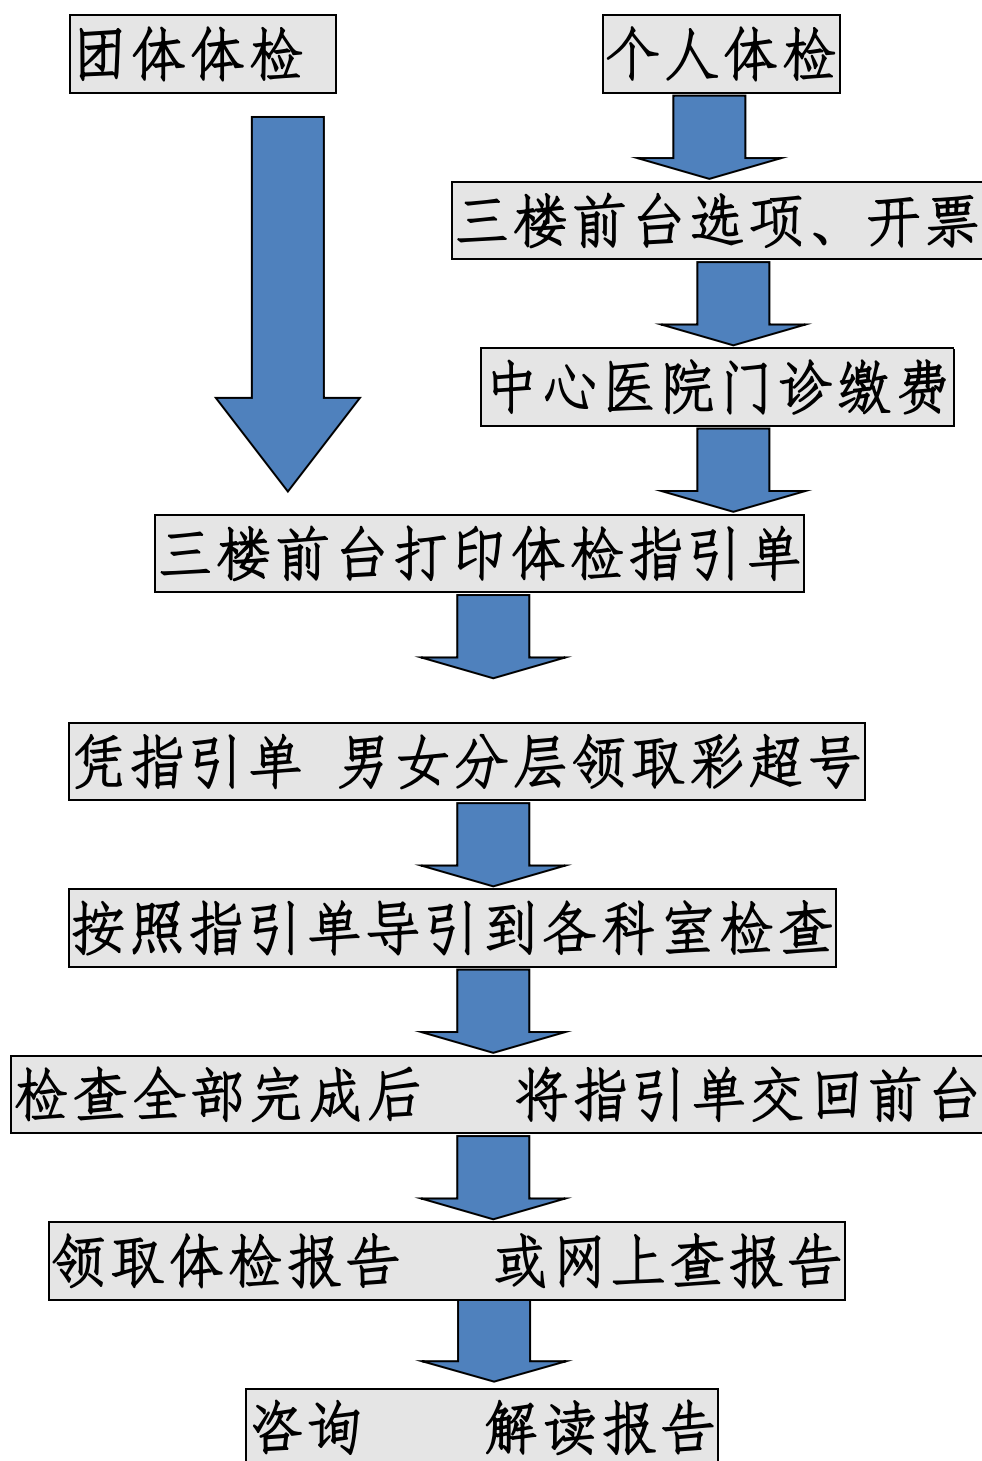 团体体检
个人体检
三楼前台选项、开票
中心医院门诊缴费
三楼前台打印体检指引单
凭指引单 男女分层领取彩超号
按照指引单导引到各科室检查
检查全部完成后 将指引单交回前台
领取体检报告 或网上查报告
咨询 解读报告